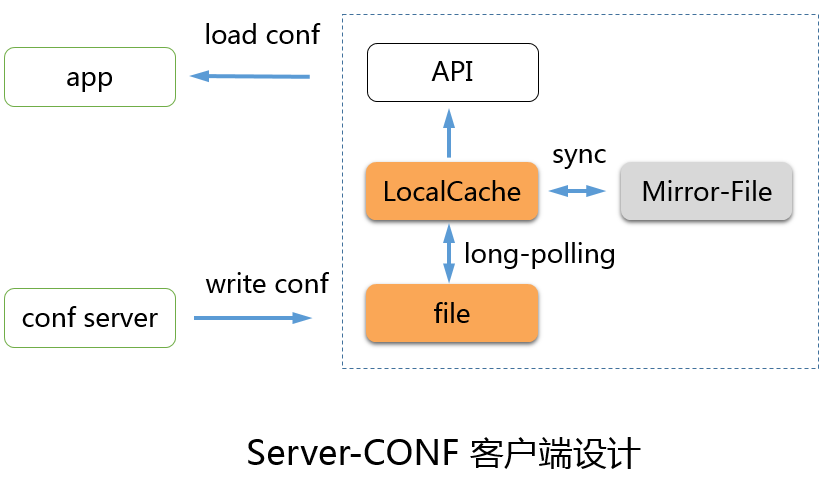 load conf
app
API
sync
LocalCache
Mirror-File
long-polling
write conf
conf server
file
Server-CONF 客户端设计